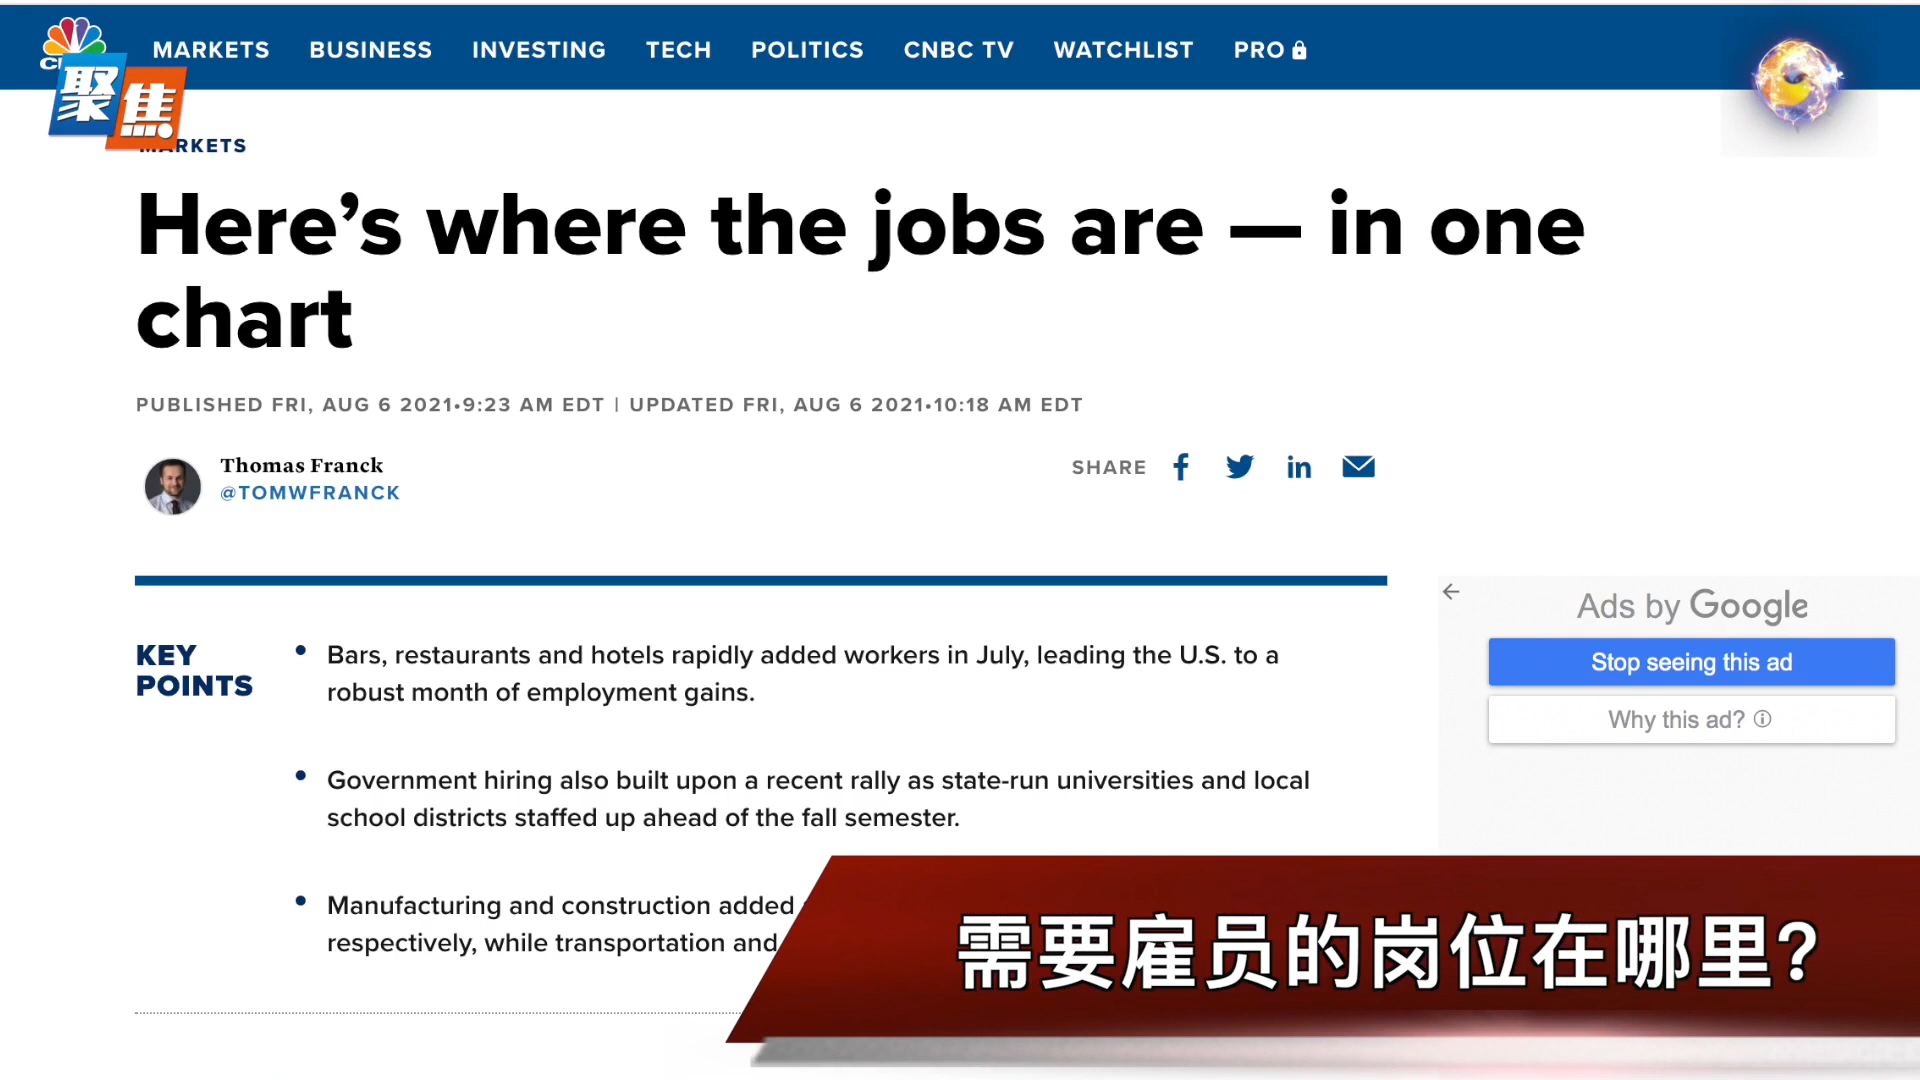 MARKETS BUSINESS INVESTING TECH POLITICS CNBC TV WATCHLIST PRO
聚焦
MARKETS
Here’s where the jobs are — in one
chart
PUBLISHED FRI, AUG 6 2021•9:23 AM EDT | UPDATED FRI, AUG 6 2021•10:18 AM EDT
Thomas Franck
@TOMWFRANCK
SHARE
Ads by Google
Stop seeing this ad
Why this ad?
KEY
POINTS
Bars, restaurants and hotels rapidly added workers in July, leading the U.S. to a
robust month of employment gains.
Government hiring also built upon a recent rally as state-run universities and local
school districts staffed up ahead of the fall semester.
Manufacturing and construction added
respectively, while transportation and
需要雇员的岗位在哪里?